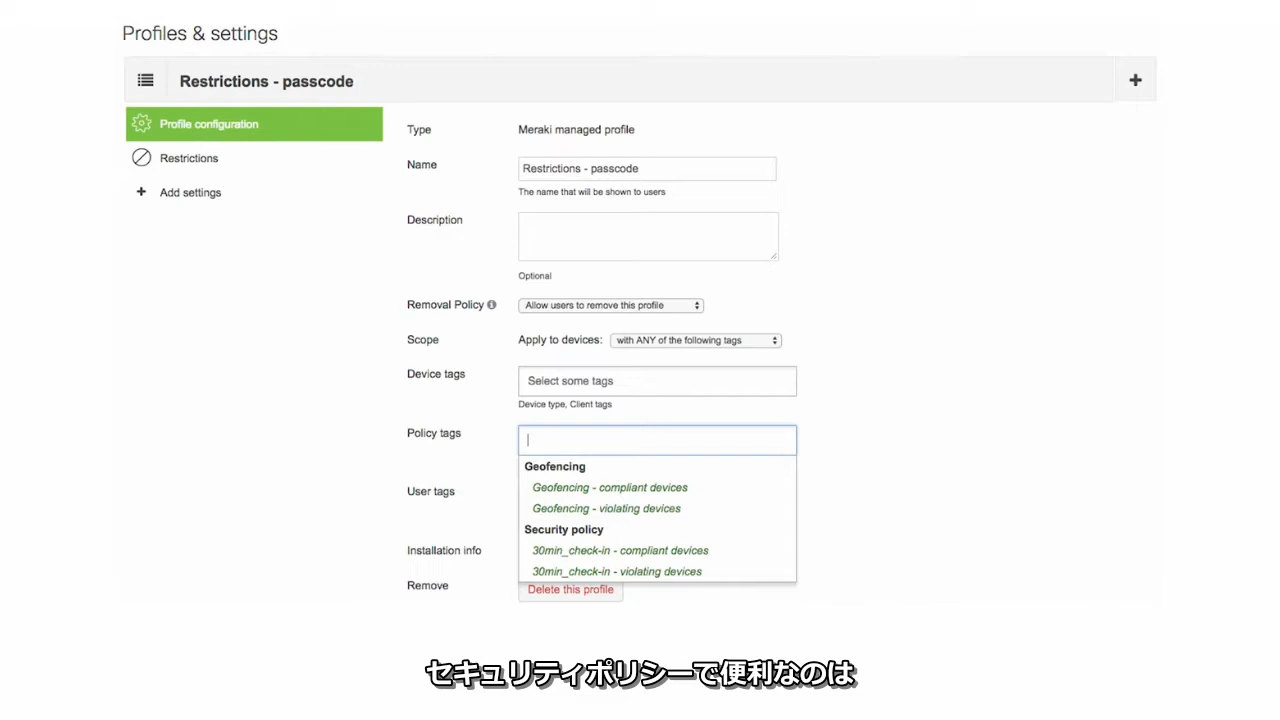 Profiles & settings
Restrictions - passcode
Profile configuration
Restrictions
Add settings
Type
Meraki managed profile
Name
Restrictions - passcode
The name that will be shown to users
Description
Optional
Removal Policy
Allow users to remove this profile
Scope
Apply to devices:
with ANY of the following tags
Device tags
Select some tags
Device type, Client tags
Policy tags
Geofencing
Geofencing - compliant devices
Geofencing - violating devices
Security policy
30min_check-in - compliant devices
30min_check-in - violating devices
User tags
Installation info
Remove
Delete this profile
セキュリティポリシーで便利なのは